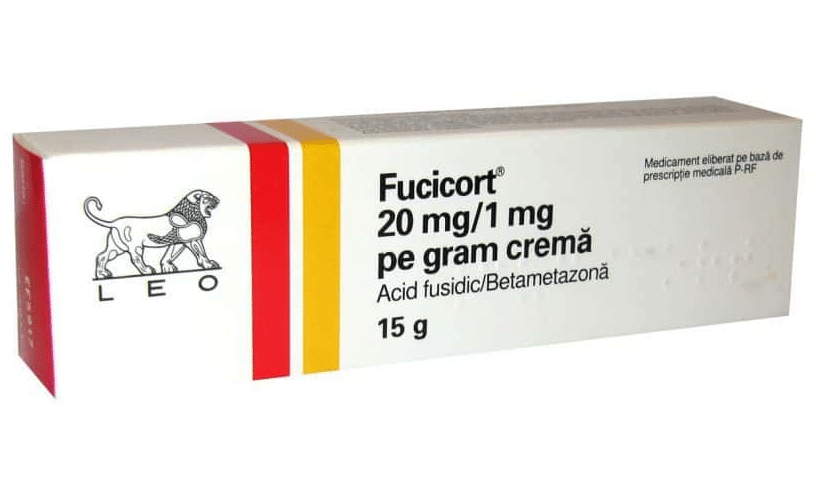 LEO
Fucicort®
20 mg/1 mg
pe gram cremă
Acid fusidic/Betametazonă
15 g
Medicament eliberat pe bază de
prescripție medicală P-RF